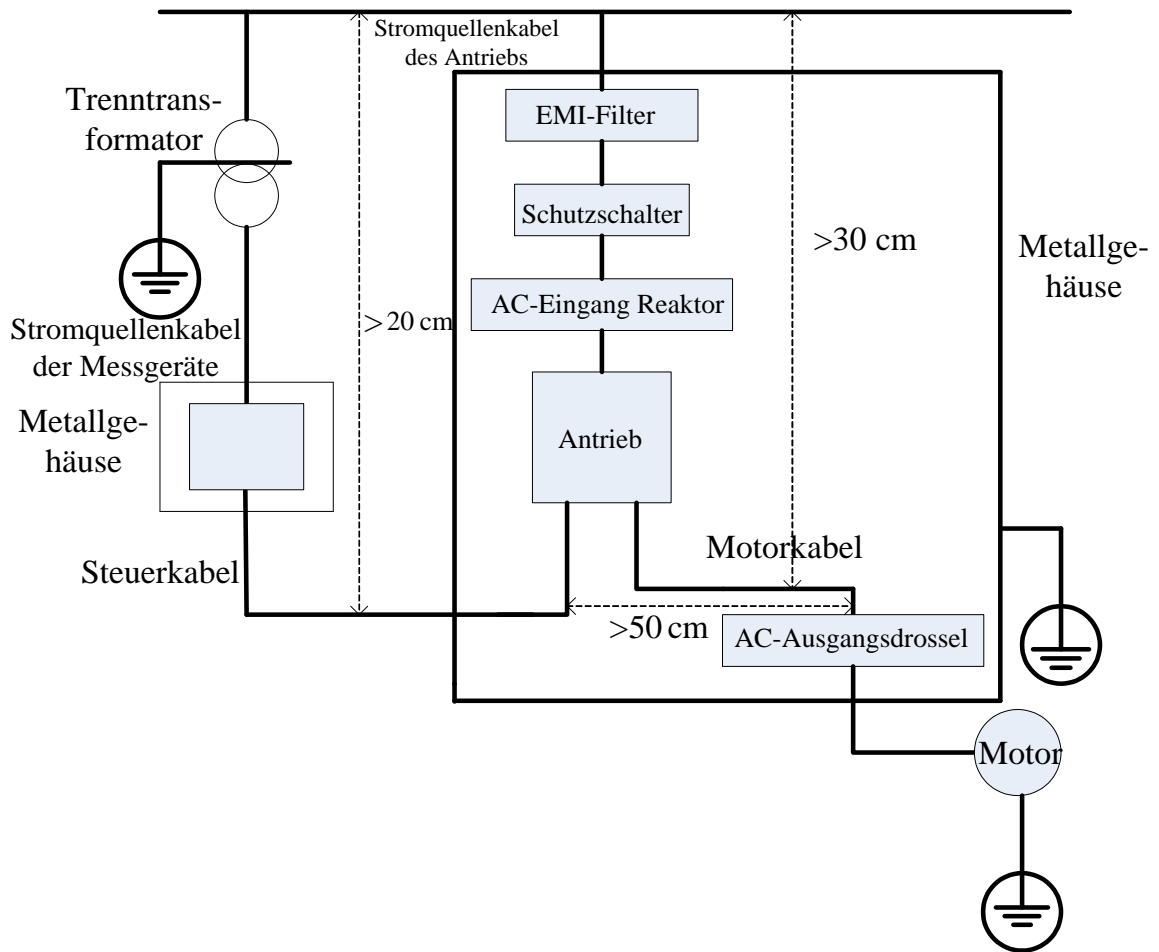 Stromquellenkabel
des Antriebs
Trenntrans-
formator
EMI-Filter
Schutzschalter
>30 cm
Metallge-
häuse
AC-Eingang Reaktor
>20 cm
Stromquellenkabel
der Messgeräte
Metallge-
häuse
Antrieb
Motorkabel
Steuerkabel
>50 cm
AC-Ausgangsdrossel
Motor